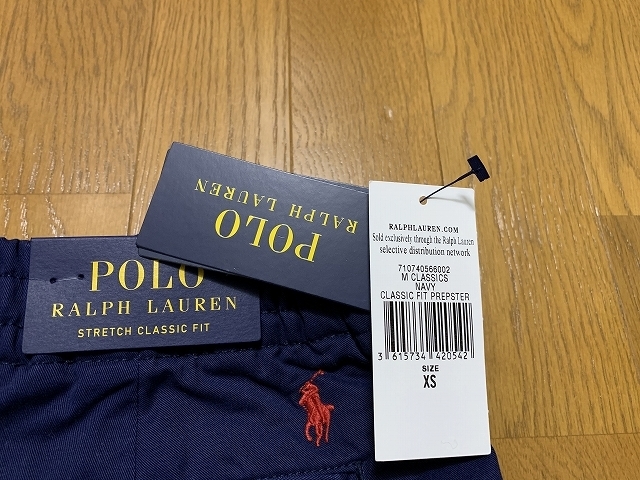 POLO
RALPH LAUREN
STRETCH CLASSIC FIT
POLO
RALPH LAUREN
RALPHLAUREN.COM
Sold exclusively through the Ralph Lauren
selective distribution network
710740566002
M CLASSICS
NAVY
CLASSIC FIT PREPSTER
3 615734 420542
SIZE
XS